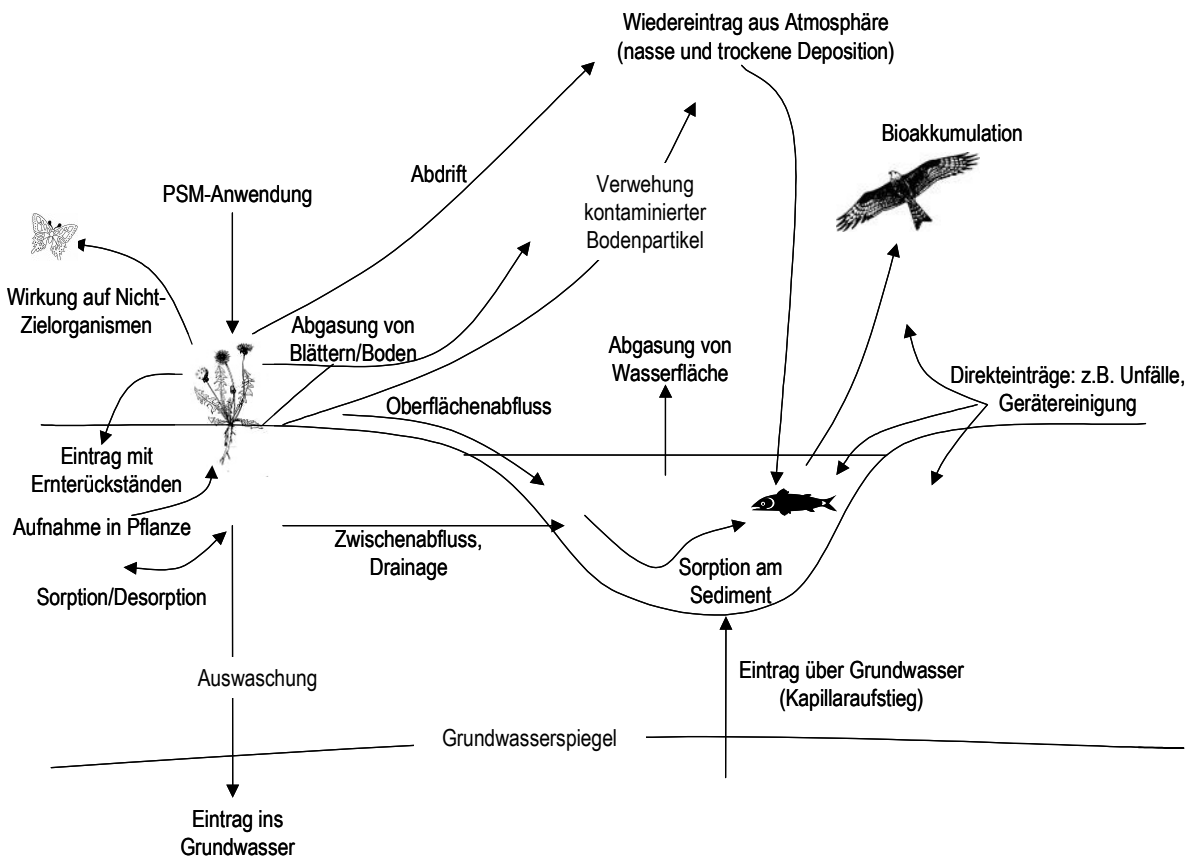 Wiedereintrag aus Atmosphäre
(nasse und trockene Deposition)
Bioakkumulation
Abdrift
PSM-Anwendung
Verwehung
kontaminierter
Bodenpartikel
Wirkung auf Nicht-
Zielorganismen
Abgasung von
Blättern/Boden
Abgasung von
Wasserfläche
Direkteinträge: z.B. Unfälle,
Gerätereinigung
Oberflächenabfluss
Eintrag mit
Ernterückständen
Aufnahme in Pflanze
Zwischenabfluss,
Drainage
Sorption am
Sediment
Sorption/Desorption
Auswaschung
Eintrag über Grundwasser
(Kapillaraufstieg)
Grundwasserspiegel
Eintrag ins
Grundwasser